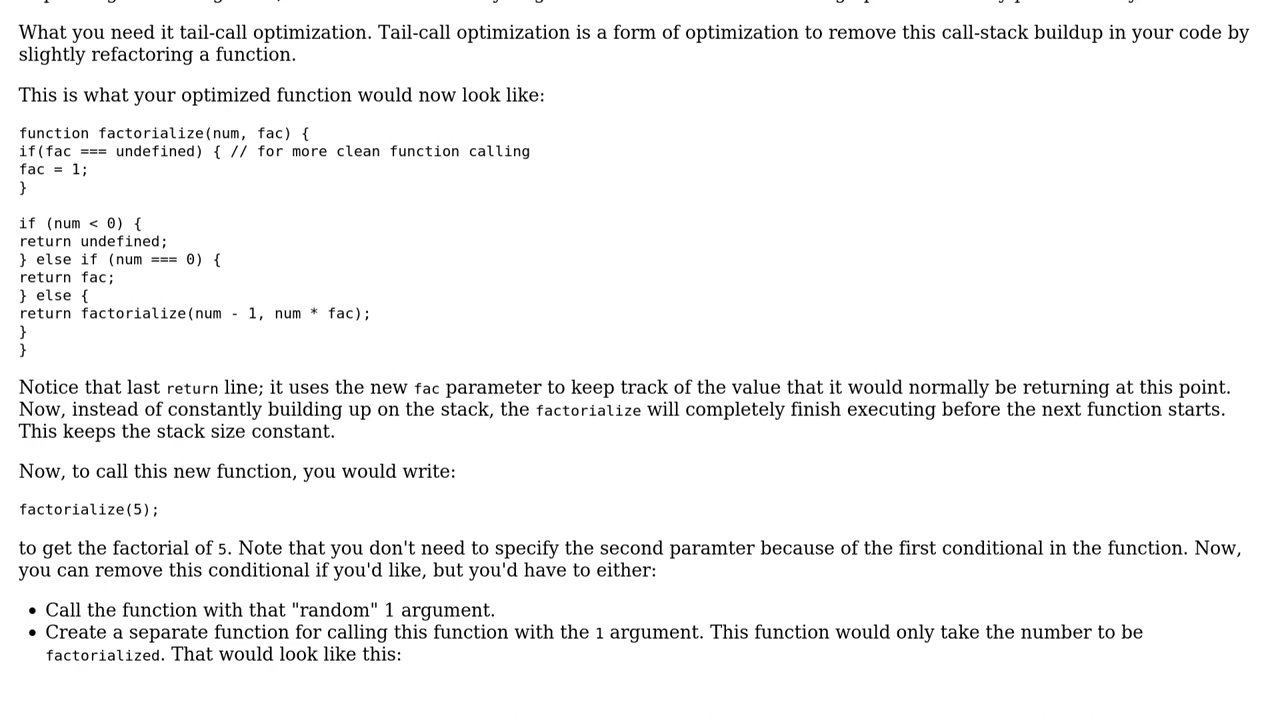 What you need it tail-call optimization. Tail-call optimization is a form of optimization to remove this call-stack buildup in your code by
slightly refactoring a function.
This is what your optimized function would now look like:
function factorialize(num, fac) {
if(fac === undefined) { // for more clean function calling
fac = 1;
}
if (num < 0) {
return undefined;
} else if (num === 0) {
return fac;
} else {
return factorialize(num - 1, num * fac);
}
}
Notice that last return line; it uses the new fac parameter to keep track of the value that it would normally be returning at this point.
Now, instead of constantly building up on the stack, the factorialize will completely finish executing before the next function starts.
This keeps the stack size constant.
Now, to call this new function, you would write:
factorialize(5);
to get the factorial of 5. Note that you don't need to specify the second paramter because of the first conditional in the function. Now,
you can remove this conditional if you'd like, but you'd have to either:
• Call the function with that "random" 1 argument.
• Create a separate function for calling this function with the 1 argument. This function would only take the number to be
factorialized. That would look like this: